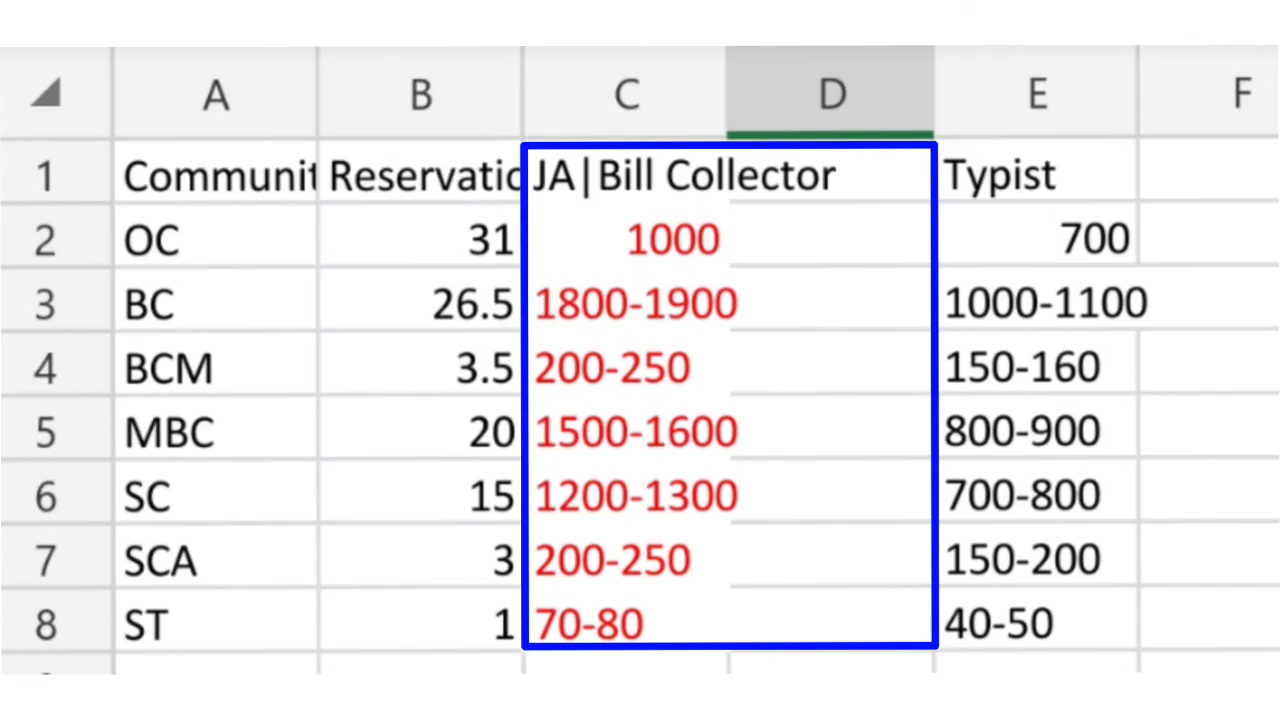 A B C D E F
1 Communit Reservatio JA|Bill Collector Typist
2 OC 31 1000 700
3 BC 26.5 1800-1900 1000-1100
4 BCM 3.5 200-250 150-160
5 MBC 20 1500-1600 800-900
6 SC 15 1200-1300 700-800
7 SCA 3 200-250 150-200
8 ST 1 70-80 40-50